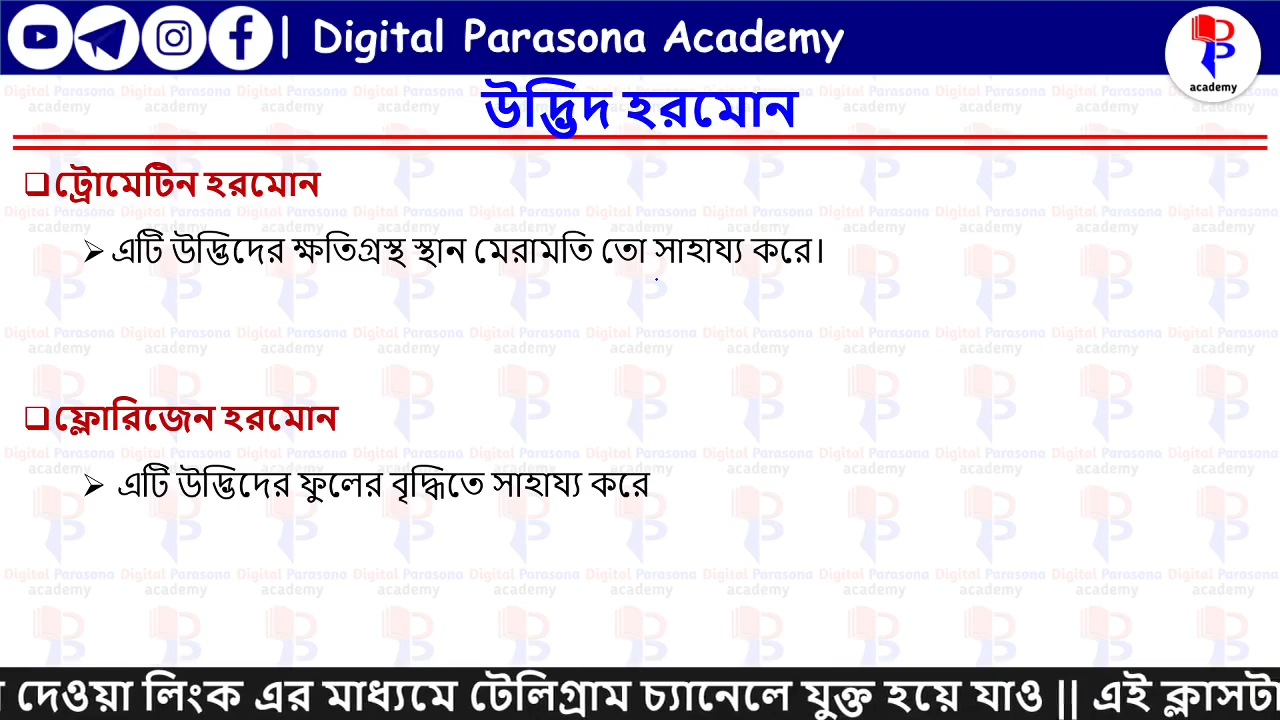 | Digital Parasona Academy
academy
উদ্ভিদ হরমোন
ট্রোমেটিন হরমোন
এটি উদ্ভিদের ক্ষতিগ্রস্থ স্থান মেরামতি তো সাহায্য করে।
ফ্লোরিজেন হরমোন
এটি উদ্ভিদের ফুলের বৃদ্ধিতে সাহায্য করে
দেওয়া লিংক এর মাধ্যমে টেলিগ্রাম চ্যানেলে যুক্ত হয়ে যাও || এই ক্লাসটা